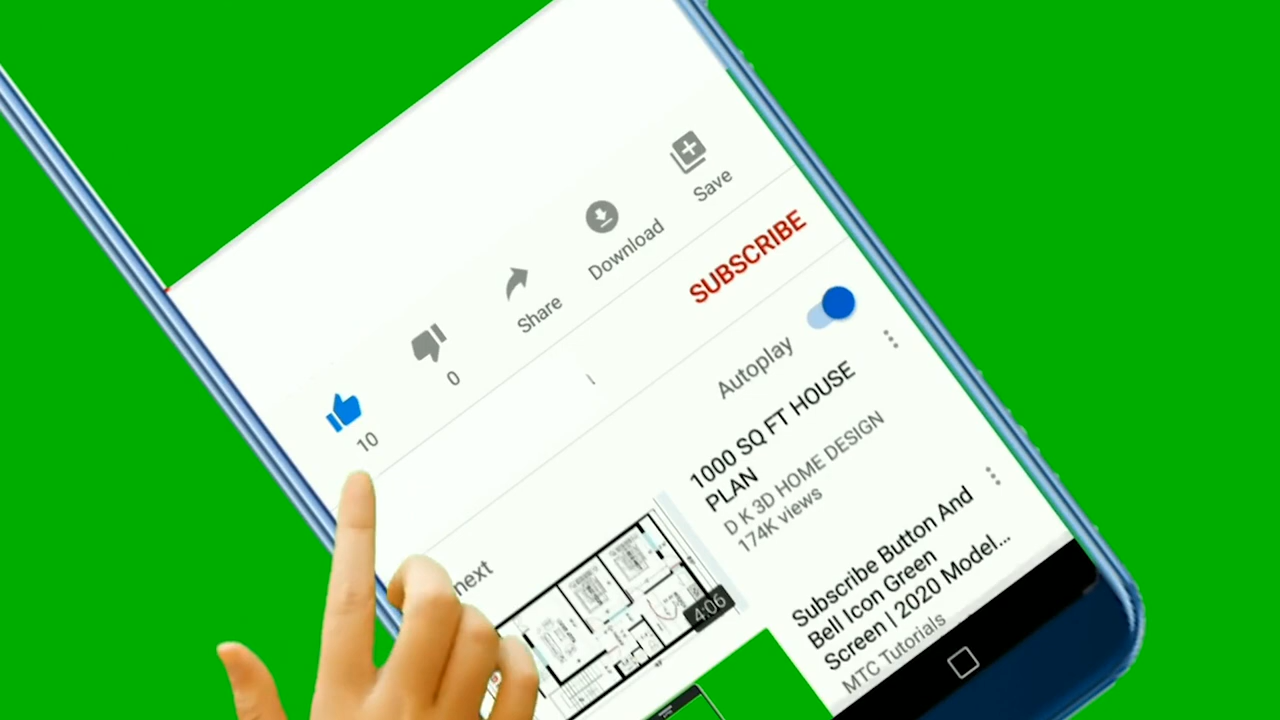 10
0
Share
Download
Save
SUBSCRIBE
Autoplay
next
4:06
1000 SQ FT HOUSE
PLAN
D K 3D HOME DESIGN
174K views
Subscribe Button And
Bell Icon Green
Screen | 2020 Model...
MTC Tutorials